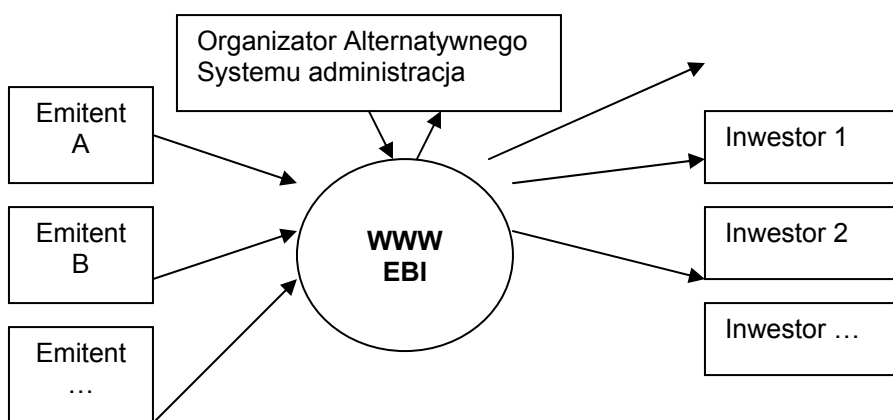 Organizator Alternatywnego
Systemu administracja
Emitent
A
Emitent
B
Emitent
…
WWW
EBI
Inwestor 1
Inwestor 2
Inwestor …